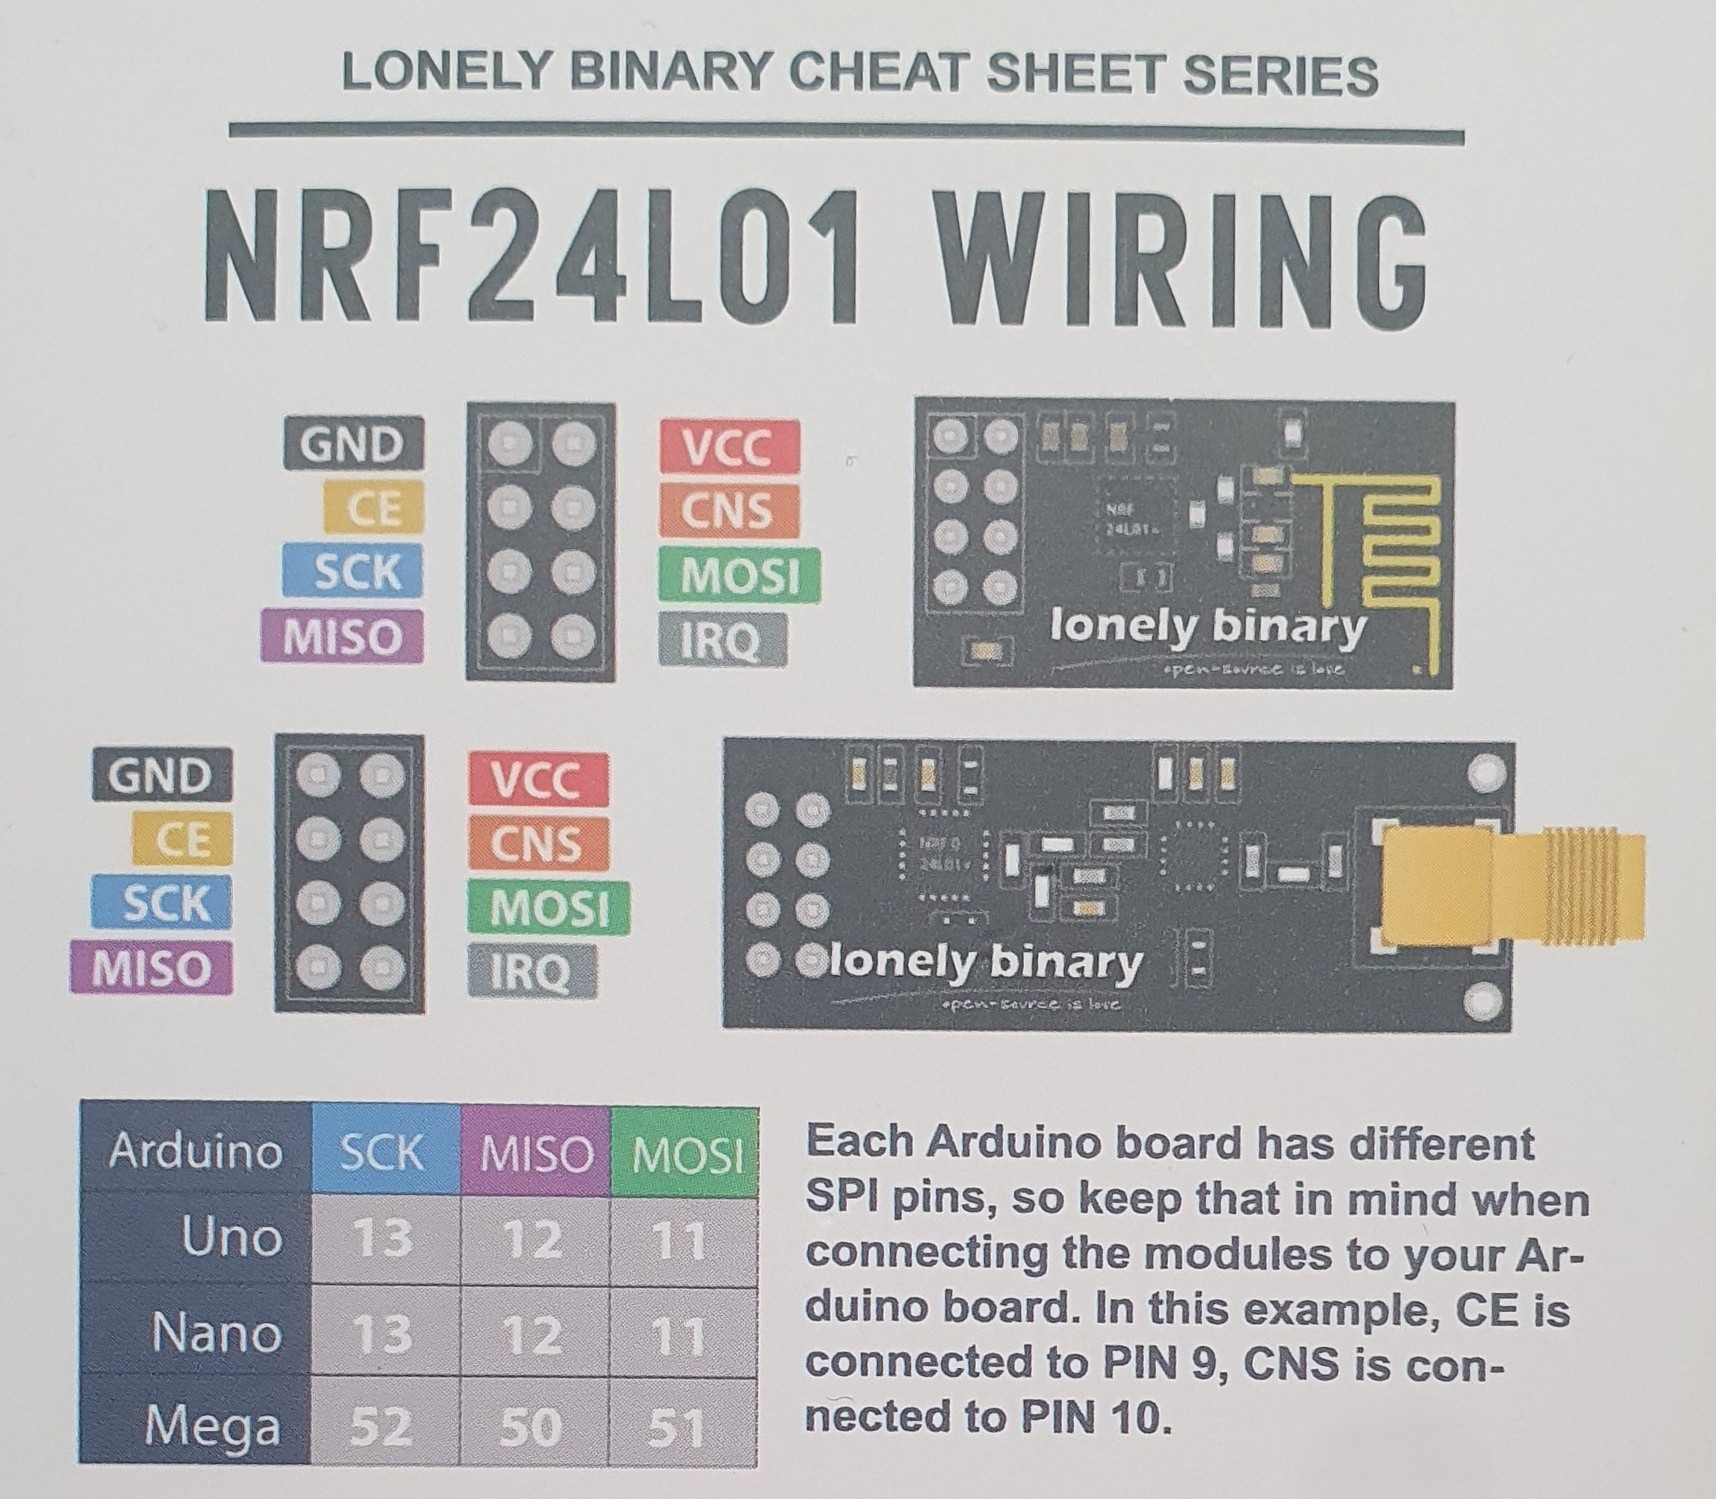 LONELY BINARY CHEAT SHEET SERIES
NRF24L01 WIRING
GND VCC
CE CNS
SCK MOSI
MISO IRQ
NRF
24L01+
lonely binary
open-source is love
GND VCC
CE CNS
SCK MOSI
MISO IRQ
24L01+
lonely binary
open-source is love
Arduino SCK MISO MOSI
Uno 13 12 11
Nano 13 12 11
Mega 52 50 51
Each Arduino board has different
SPI pins, so keep that in mind when
connecting the modules to your Ar-
duino board. In this example, CE is
connected to PIN 9, CNS is con-
nected to PIN 10.